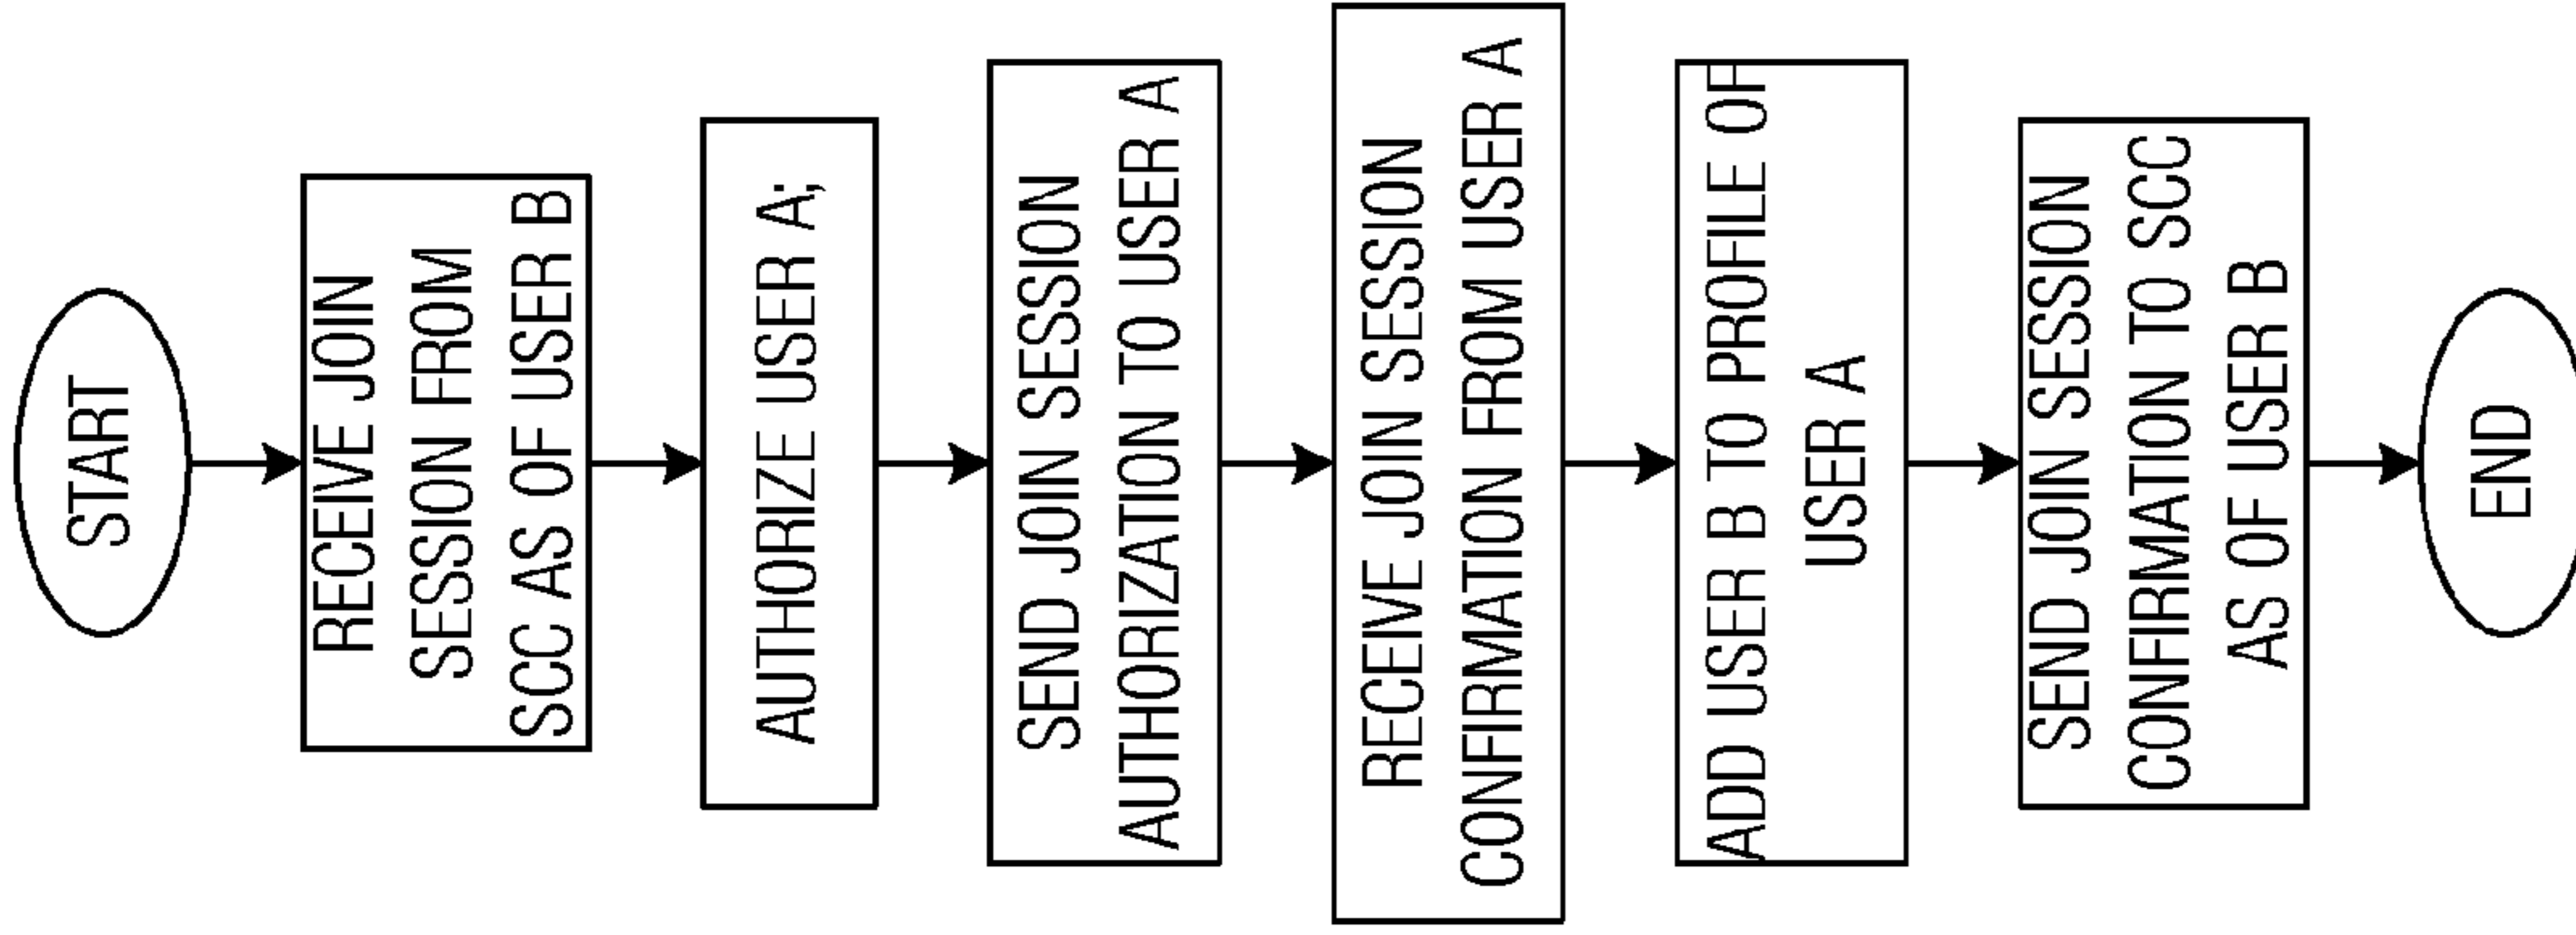 START
RECEIVE JOIN
SESSION FROM
SCC AS OF USER B
AUTHORIZE USER A;
SEND JOIN SESSION
AUTHORIZATION TO USER A
RECEIVE JOIN SESSION
CONFIRMATION FROM USER A
ADD USER B TO PROFILE OF
USER A
SEND JOIN SESSION
CONFIRMATION TO SCC
AS OF USER B
END